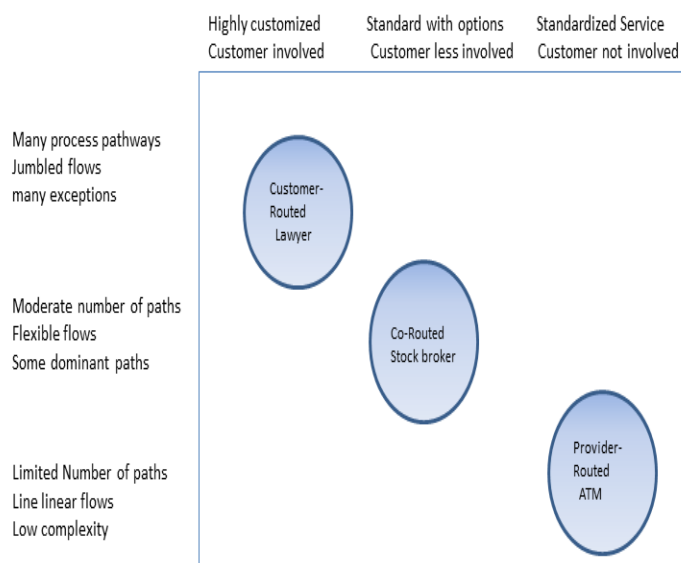 Highly customized
Customer involved
Standard with options
Customer less involved
Standardized Service
Customer not involved
Many process pathways
Jumbled flows
many exceptions
Customer-
Routed
Lawyer
Moderate number of paths
Flexible flows
Some dominant paths
Co-Routed
Stock broker
Limited Number of paths
Line linear flows
Low complexity
Provider-
Routed
ATM